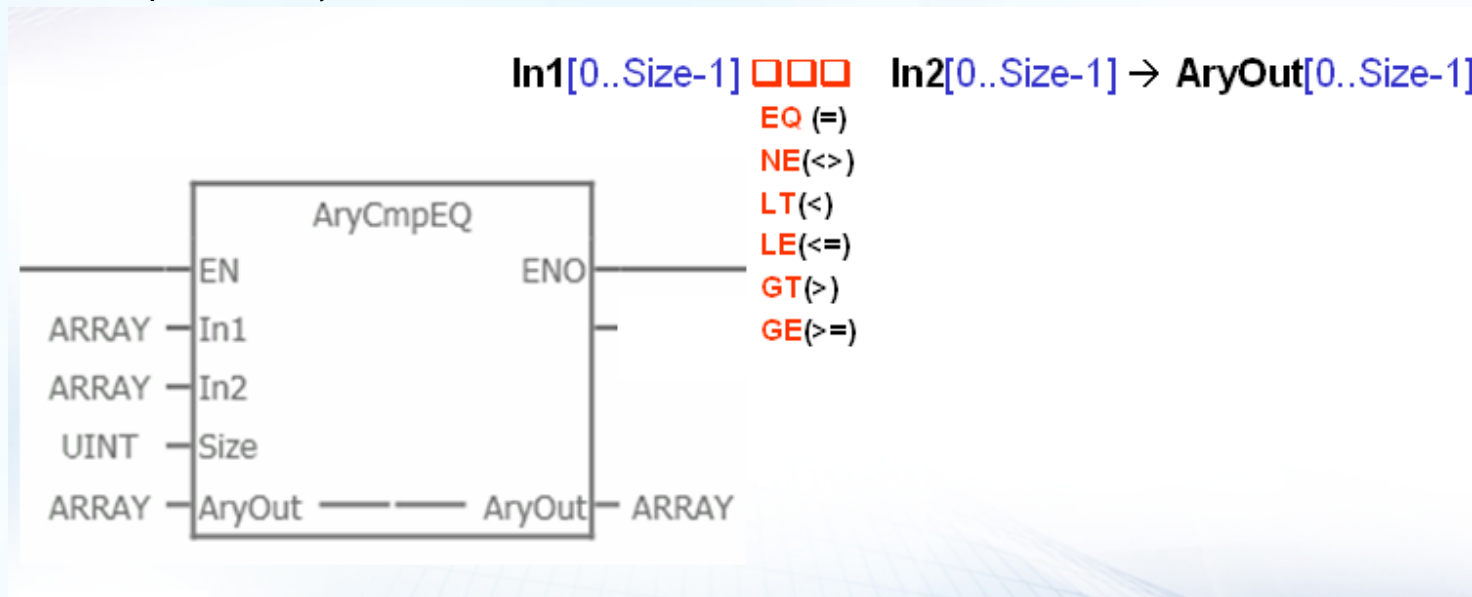 In1[0..Size-1] □□□ In2[0..Size-1] → AryOut[0..Size-1]
EQ (=)
NE(<>)
LT(<)
LE(<=)
GT(>)
GE(>=)
AryCmpEQ
EN ENO
ARRAY In1
ARRAY In2
UINT Size
ARRAY AryOut AryOut ARRAY